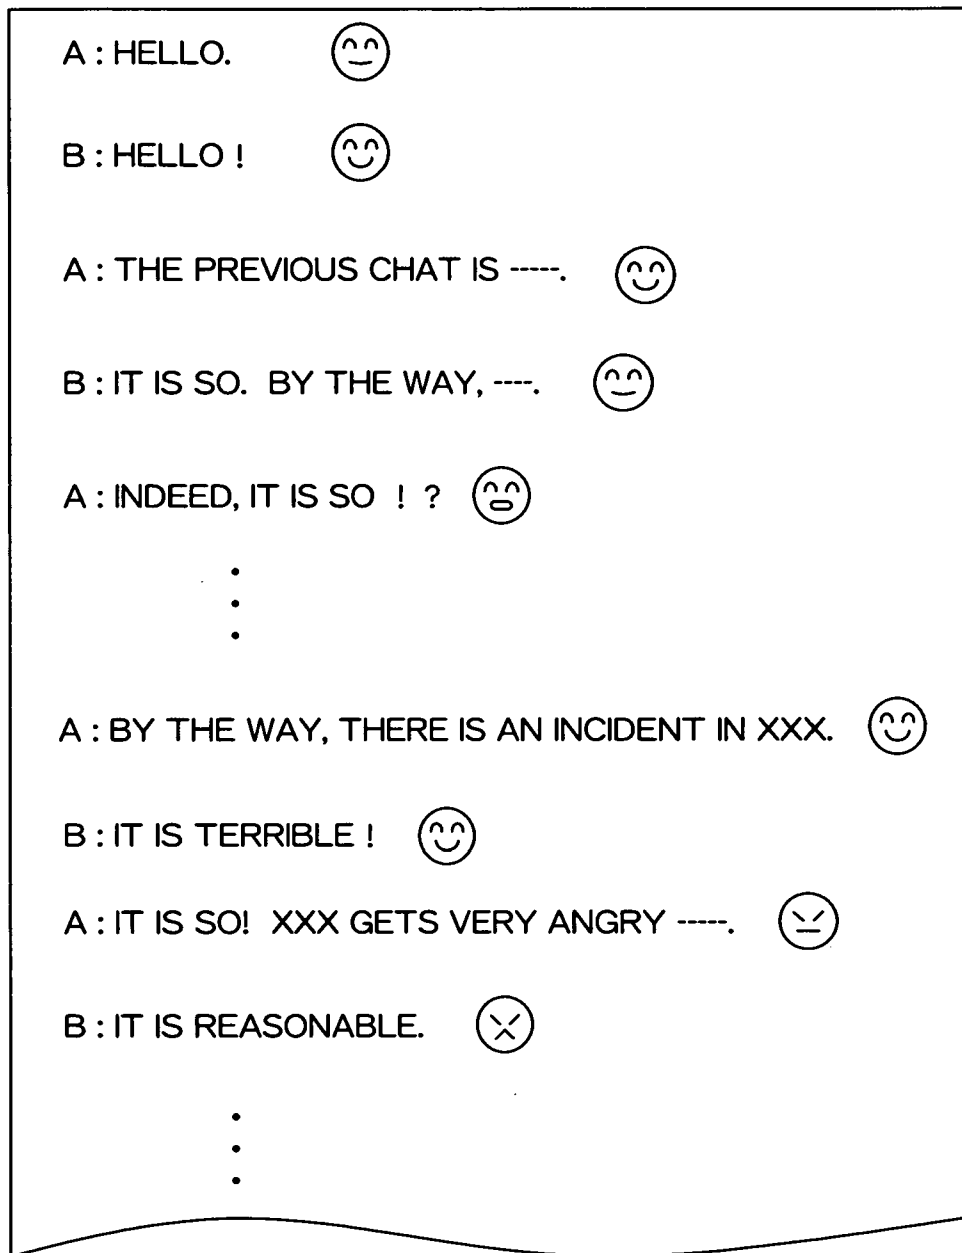 A : HELLO.
B : HELLO !
A : THE PREVIOUS CHAT IS -----.
B : IT IS SO. BY THE WAY, ----.
A : INDEED, IT IS SO ! ?
A : BY THE WAY, THERE IS AN INCIDENT IN XXX.
B : IT IS TERRIBLE !
A : IT IS SO! XXX GETS VERY ANGRY -----.
B : IT IS REASONABLE.